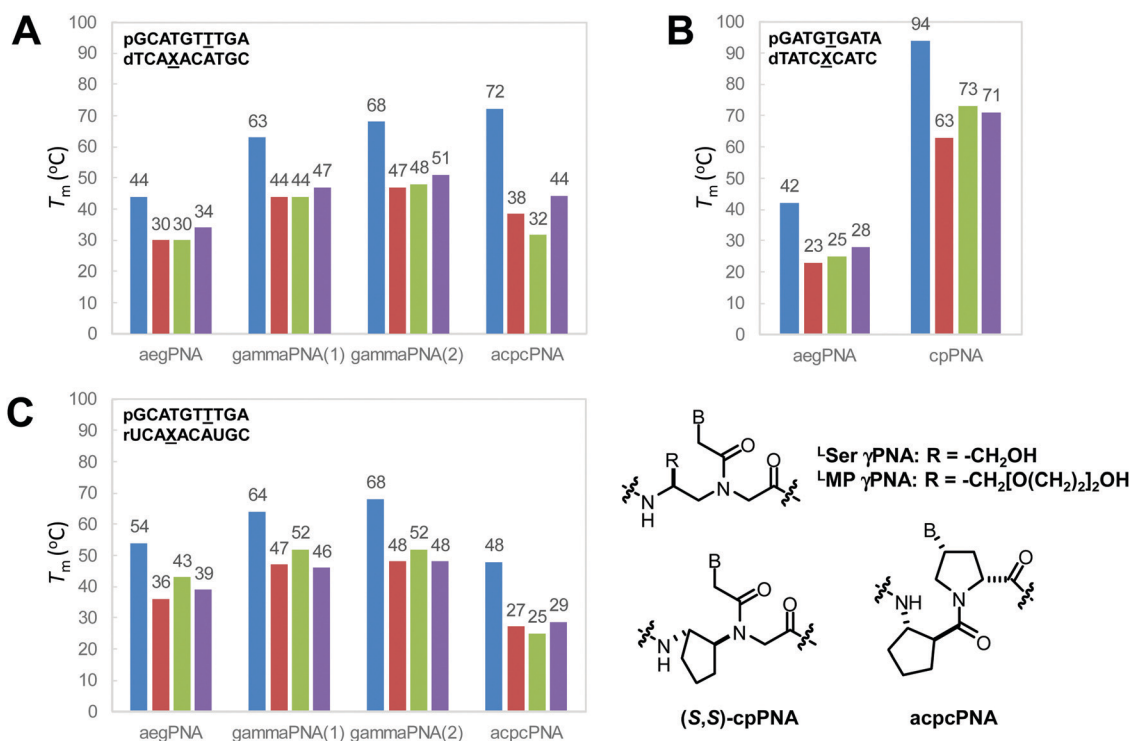 A
pGCATGTTTGA
dTCAXACATGC
Tm (oC)
100
90
80
70
60
50
40
30
20
10
0
44 30 30 34
63 44 44 47
68 47 48 51
72 38 32 44
aegPNA gammaPNA(1) gammaPNA(2) acpcPNA
B
pGATGTGATA
dTATCXCATC
Tm (oC)
100
90
80
70
60
50
40
30
20
10
0
42 23 25 28
94 63 73 71
aegPNA cpPNA
C
pGCATGTTTGA
rUCAXACAUGC
Tm (oC)
100
90
80
70
60
50
40
30
20
10
0
54 36 43 39
64 47 52 46
68 48 52 48
48 27 25 29
aegPNA gammaPNA(1) gammaPNA(2) acpcPNA
B
R
O
O
N
N
H
LSer γPNA: R = -CH2OH
LMP γPNA: R = -CH2[O(CH2)2]2OH
B
O
O
N
N
H
(S,S)-cpPNA
B
O
NH
N
O
acpcPNA